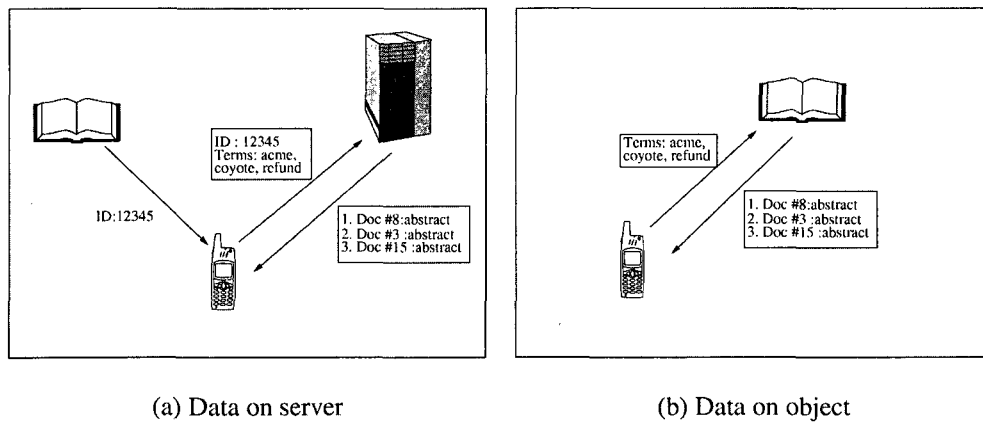 ID : 12345
Terms: acme,
coyote, refund
ID:12345
1. Doc #8:abstract
2. Doc #3 :abstract
3. Doc #15 :abstract
(a) Data on server
Terms: acme,
coyote, refund
1. Doc #8:abstract
2. Doc #3 :abstract
3. Doc #15 :abstract
(b) Data on object